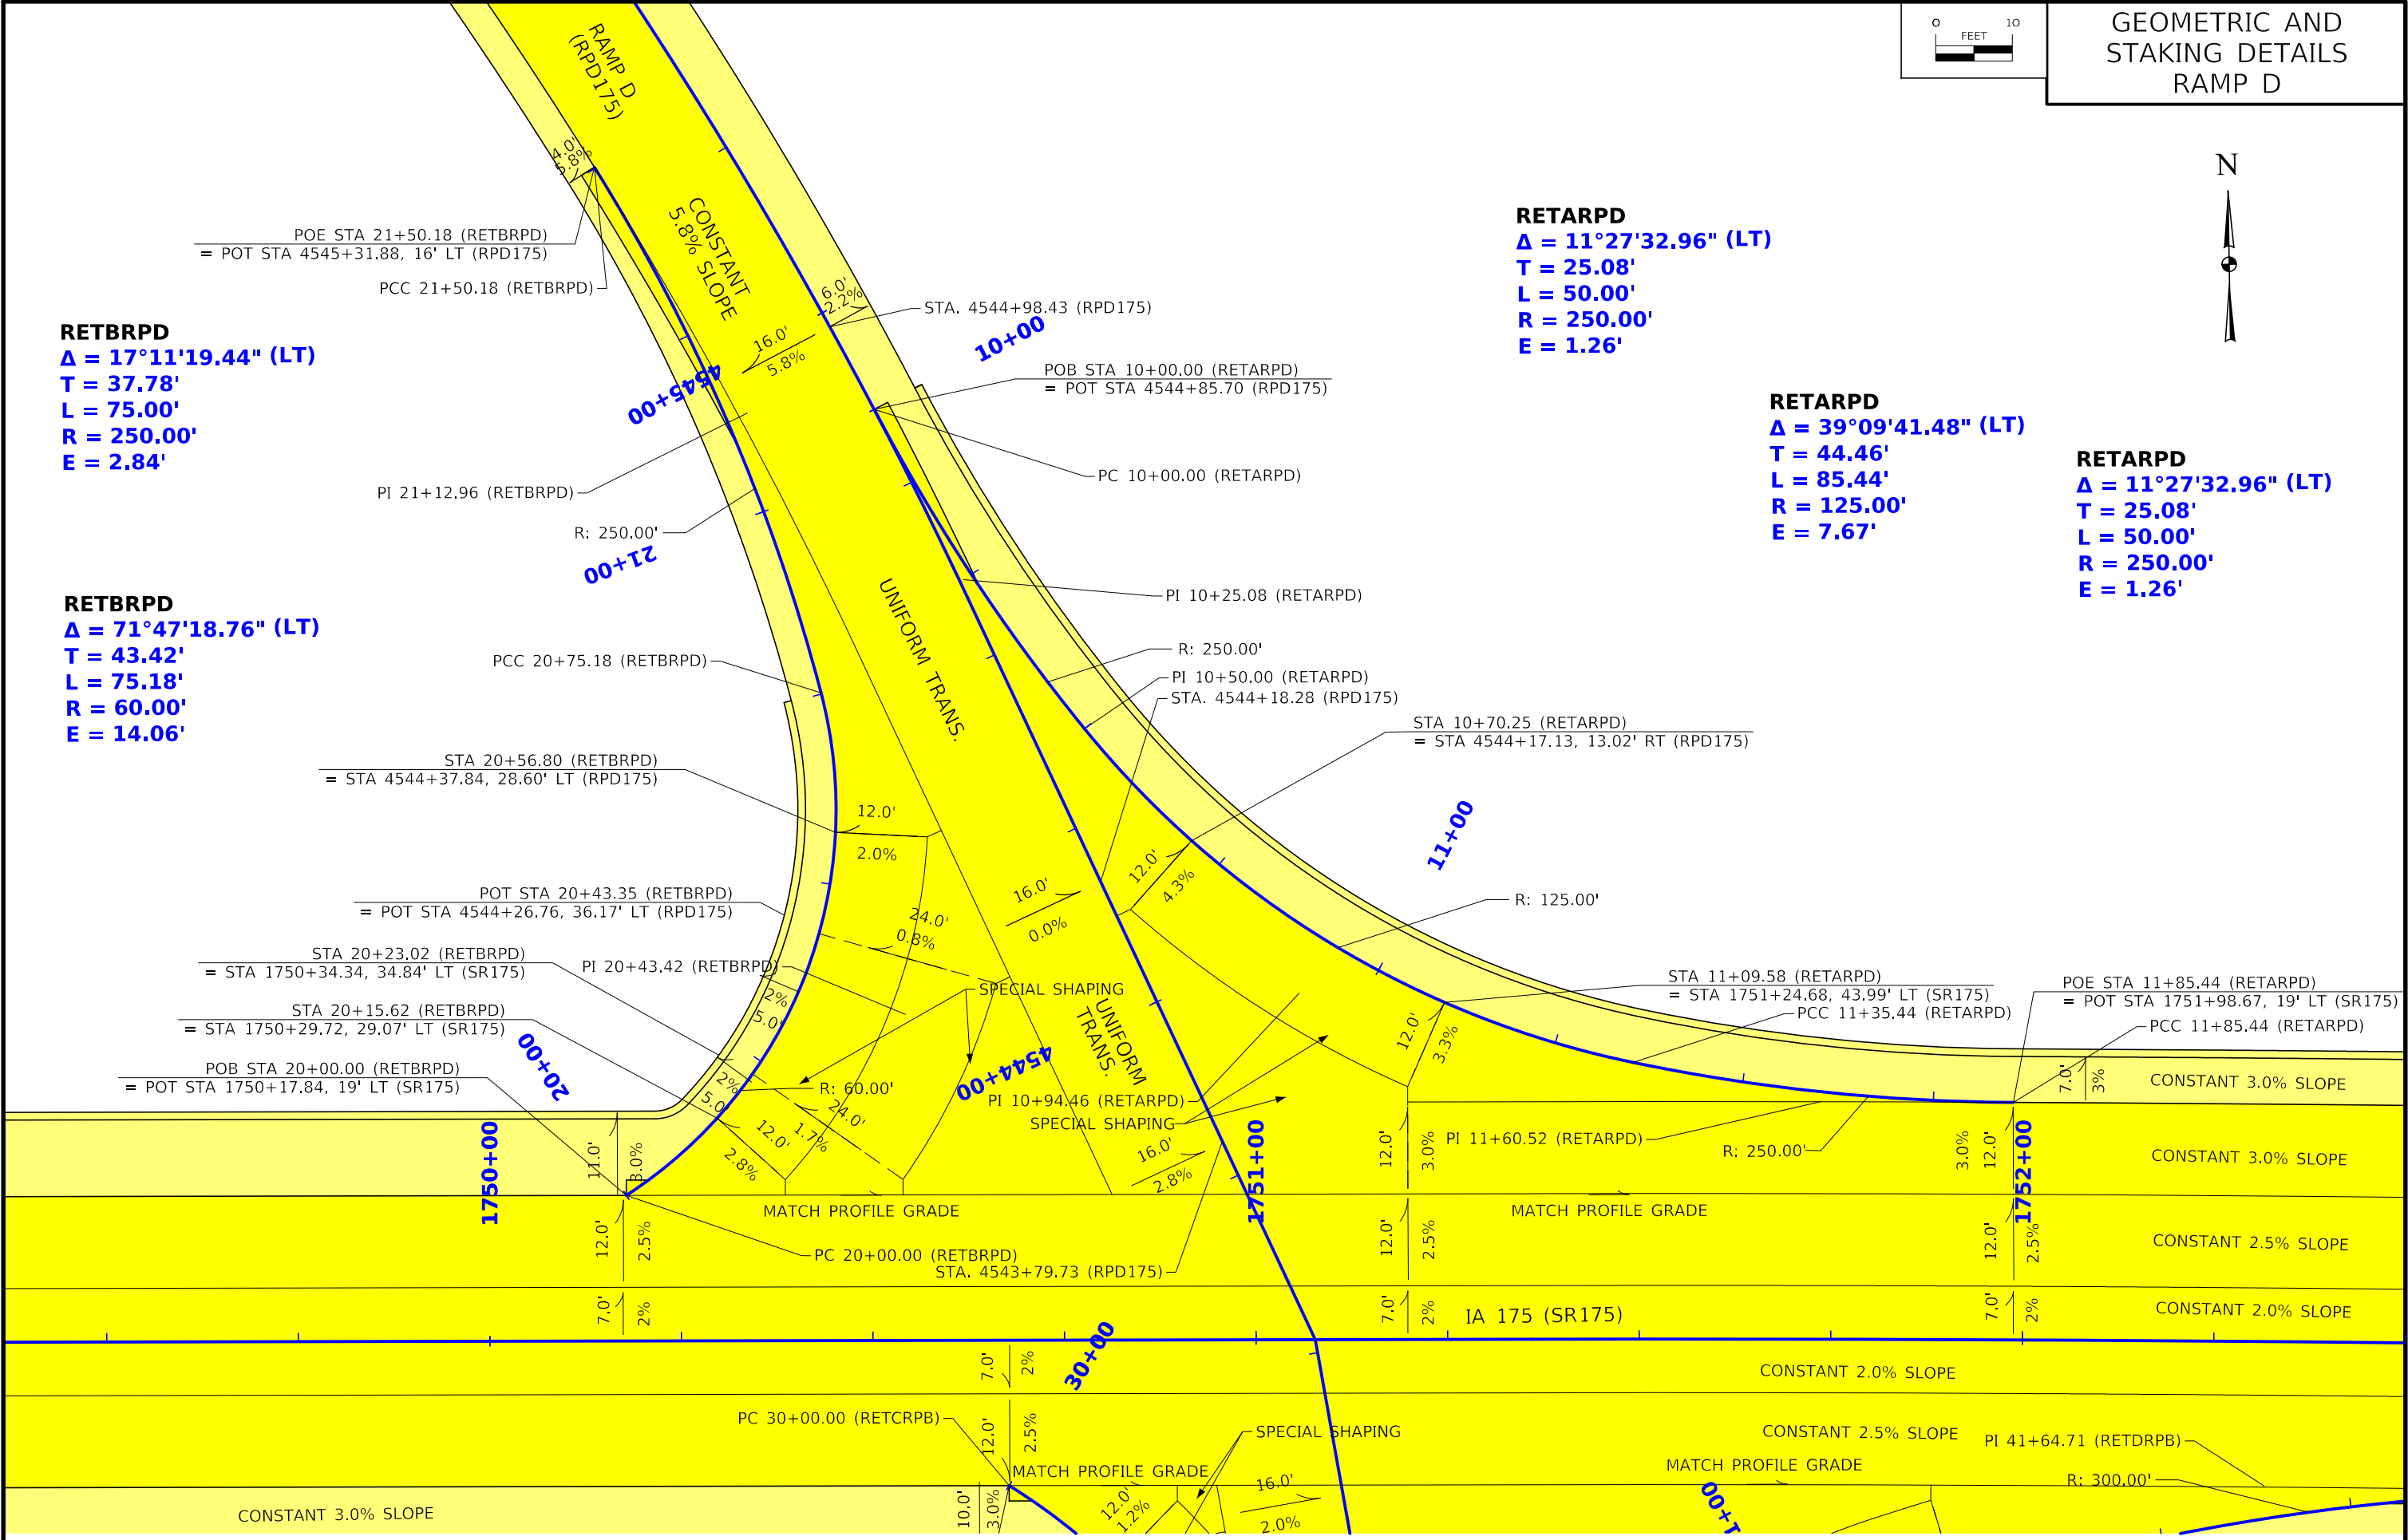 GEOMETRIC AND
STAKING DETAILS
RAMP D
0 10
FEET
N
RAMP D
(RPD175)
4.0'
5.8%
CONSTANT
5.8% SLOPE
POE STA 21+50.18 (RETBRPD)
= POT STA 4545+31.88, 16' LT (RPD175)
PCC 21+50.18 (RETBRPD)
6.0'
2.2%
STA. 4544+98.43 (RPD175)
10+00
16.0'
5.8%
4545+00
POB STA 10+00.00 (RETARPD)
= POT STA 4544+85.70 (RPD175)
PC 10+00.00 (RETARPD)
RETARPD
Δ = 11°27'32.96" (LT)
T = 25.08'
L = 50.00'
R = 250.00'
E = 1.26'
RETARPD
Δ = 39°09'41.48" (LT)
T = 44.46'
L = 85.44'
R = 125.00'
E = 7.67'
RETARPD
Δ = 11°27'32.96" (LT)
T = 25.08'
L = 50.00'
R = 250.00'
E = 1.26'
RETBRPD
Δ = 17°11'19.44" (LT)
T = 37.78'
L = 75.00'
R = 250.00'
E = 2.84'
PI 21+12.96 (RETBRPD)
R: 250.00'
21+00
RETBRPD
Δ = 71°47'18.76" (LT)
T = 43.42'
L = 75.18'
R = 60.00'
E = 14.06'
PCC 20+75.18 (RETBRPD)
UNIFORM TRANS.
PI 10+25.08 (RETARPD)
R: 250.00'
PI 10+50.00 (RETARPD)
STA. 4544+18.28 (RPD175)
STA 10+70.25 (RETARPD)
= STA 4544+17.13, 13.02' RT (RPD175)
STA 20+56.80 (RETBRPD)
= STA 4544+37.84, 28.60' LT (RPD175)
12.0'
2.0%
11+00
12.0'
4.3%
16.0'
0.0%
R: 125.00'
POT STA 20+43.35 (RETBRPD)
= POT STA 4544+26.76, 36.17' LT (RPD175)
24.0'
0.8%
STA 20+23.02 (RETBRPD)
= STA 1750+34.34, 34.84' LT (SR175)
PI 20+43.42 (RETBRPD)
2%
5.0'
SPECIAL SHAPING
UNIFORM
TRANS.
STA 11+09.58 (RETARPD)
= STA 1751+24.68, 43.99' LT (SR175)
PCC 11+35.44 (RETARPD)
POE STA 11+85.44 (RETARPD)
= POT STA 1751+98.67, 19' LT (SR175)
PCC 11+85.44 (RETARPD)
STA 20+15.62 (RETBRPD)
= STA 1750+29.72, 29.07' LT (SR175)
20+00
POB STA 20+00.00 (RETBRPD)
= POT STA 1750+17.84, 19' LT (SR175)
2%
5.0'
R: 60.00'
4544+00
12.0'
3.3%
PI 10+94.46 (RETARPD)
SPECIAL SHAPING
7.0'
3%
CONSTANT 3.0% SLOPE
1750+00
11.0'
3.0%
12.0'
2.8%
24.0'
1.7%
16.0'
2.8%
1751+00
12.0'
3.0%
PI 11+60.52 (RETARPD)
R: 250.00'
3.0%
12.0'
1752+00
CONSTANT 3.0% SLOPE
MATCH PROFILE GRADE
MATCH PROFILE GRADE
12.0'
2.5%
PC 20+00.00 (RETBRPD)
STA. 4543+79.73 (RPD175)
12.0'
2.5%
12.0'
2.5%
CONSTANT 2.5% SLOPE
7.0'
2%
7.0'
2%
IA 175 (SR175)
7.0'
2%
CONSTANT 2.0% SLOPE
7.0'
2%
30+00
CONSTANT 2.0% SLOPE
PC 30+00.00 (RETCRPB)
12.0'
2.5%
SPECIAL SHAPING
CONSTANT 2.5% SLOPE
PI 41+64.71 (RETDRPB)
MATCH PROFILE GRADE
MATCH PROFILE GRADE
R: 300.00'
CONSTANT 3.0% SLOPE
10.0'
3.0%
12.0'
1.2%
16.0'
2.0%